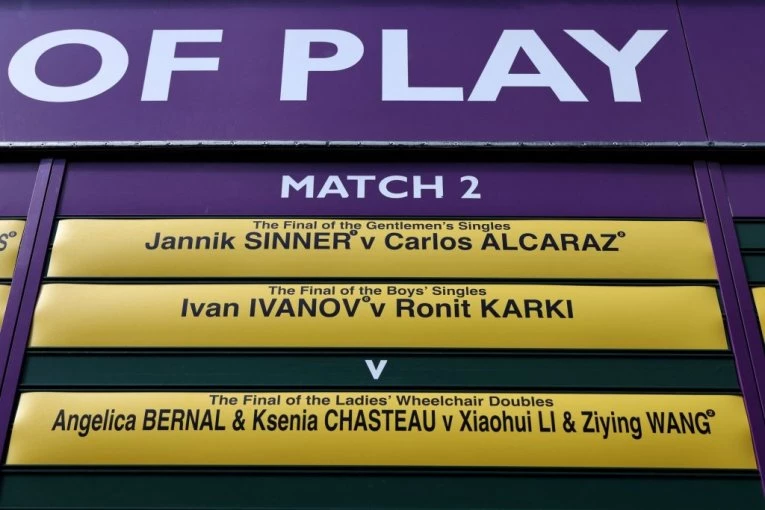 OF PLAY
MATCH 2
The Final of the Gentlemen's Singles
Jannik SINNER v Carlos ALCARAZ
The Final of the Boys' Singles
Ivan IVANOV v Ronit KARKI
V
The Final of the Ladies' Wheelchair Doubles
Angelica BERNAL & Ksenia CHASTEAU v Xiaohui LI & Ziying WANG